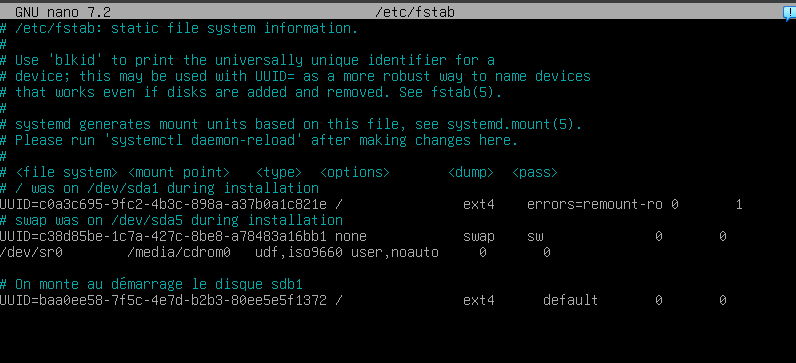 GNU nano 7.2 /etc/fstab
# /etc/fstab: static file system information.
#
# Use 'blkid' to print the universally unique identifier for a
# device; this may be used with UUID= as a more robust way to name devices
# that works even if disks are added and removed. See fstab(5).
#
# systemd generates mount units based on this file, see systemd.mount(5).
# Please run 'systemctl daemon-reload' after making changes here.
#
# <file system> <mount point>   <type>  <options>       <dump>  <pass>
# / was on /dev/sda1 during installation
UUID=c0a3c695-9fc2-4b3c-898a-a37b0a1c821e /               ext4    errors=remount-ro 0       1
# swap was on /dev/sda5 during installation
UUID=c38d85be-1c7a-427c-8be8-a78483a16bb1 none            swap    sw              0       0
/dev/sr0        /media/cdrom0   udf,iso9660 user,noauto     0       0
# On monte au démarrage le disque sdb1
UUID=baa0ee58-7f5c-4e7d-b2b3-80ee5e5f1372 /               ext4      default       0       0